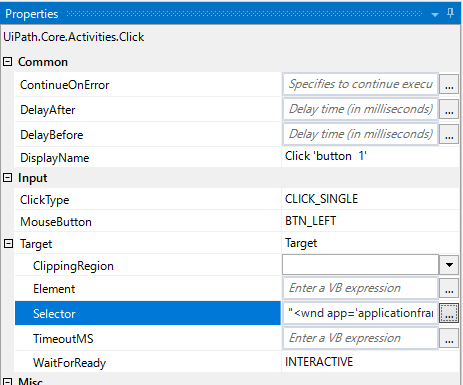 Properties
UiPath.Core.Activities.Click
Common
ContinueOnError Specifies to continue execu ...
DelayAfter Delay time (in milliseconds) ...
DelayBefore Delay time (in milliseconds) ...
DisplayName Click 'button 1'
Input
ClickType CLICK_SINGLE
MouseButton BTN_LEFT
Target Target
ClippingRegion
Element Enter a VB expression ...
Selector "<wnd app='applicationfran ...
TimeoutMS Enter a VB expression ...
WaitForReady INTERACTIVE
Misc